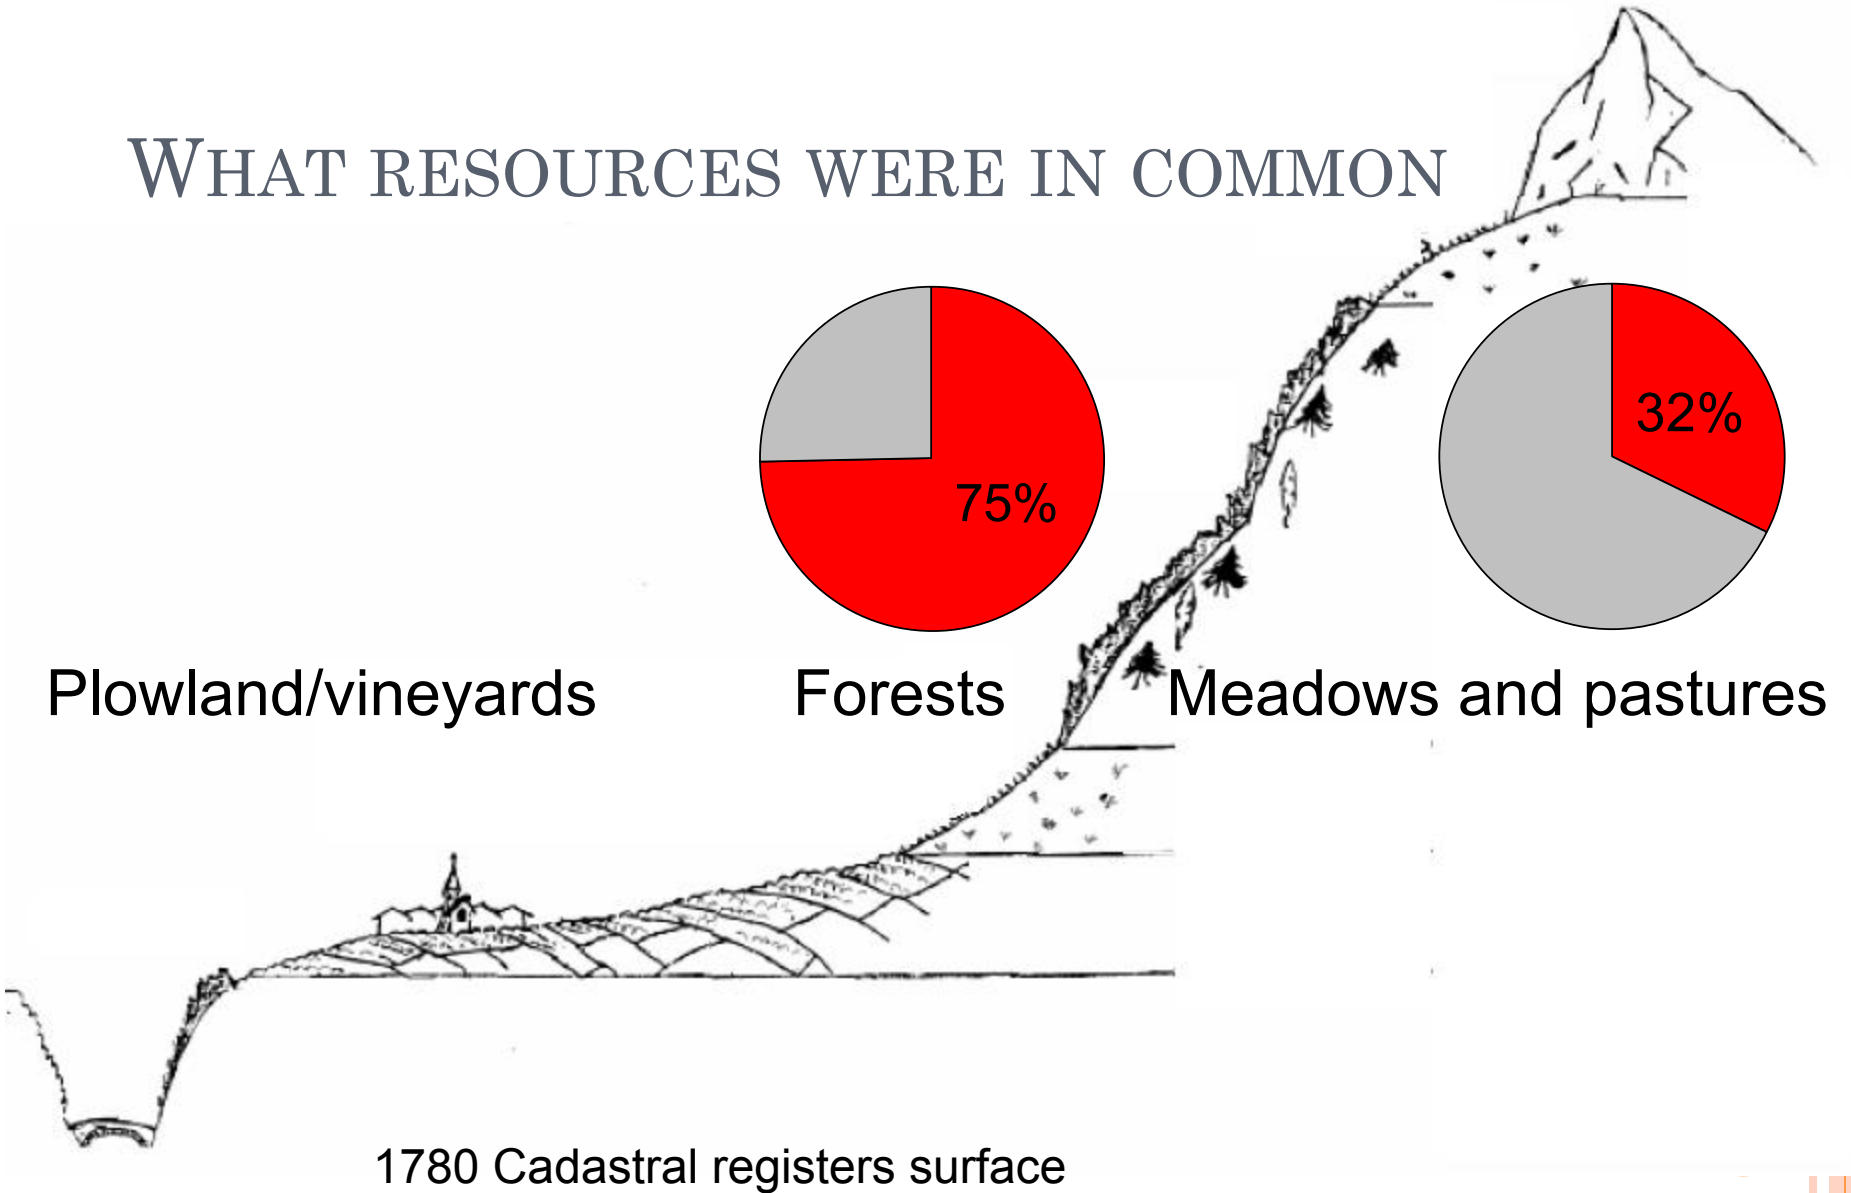 WHAT RESOURCES WERE IN COMMON
32%
75%
Plowland/vineyards Forests Meadows and pastures
1780 Cadastral registers surface